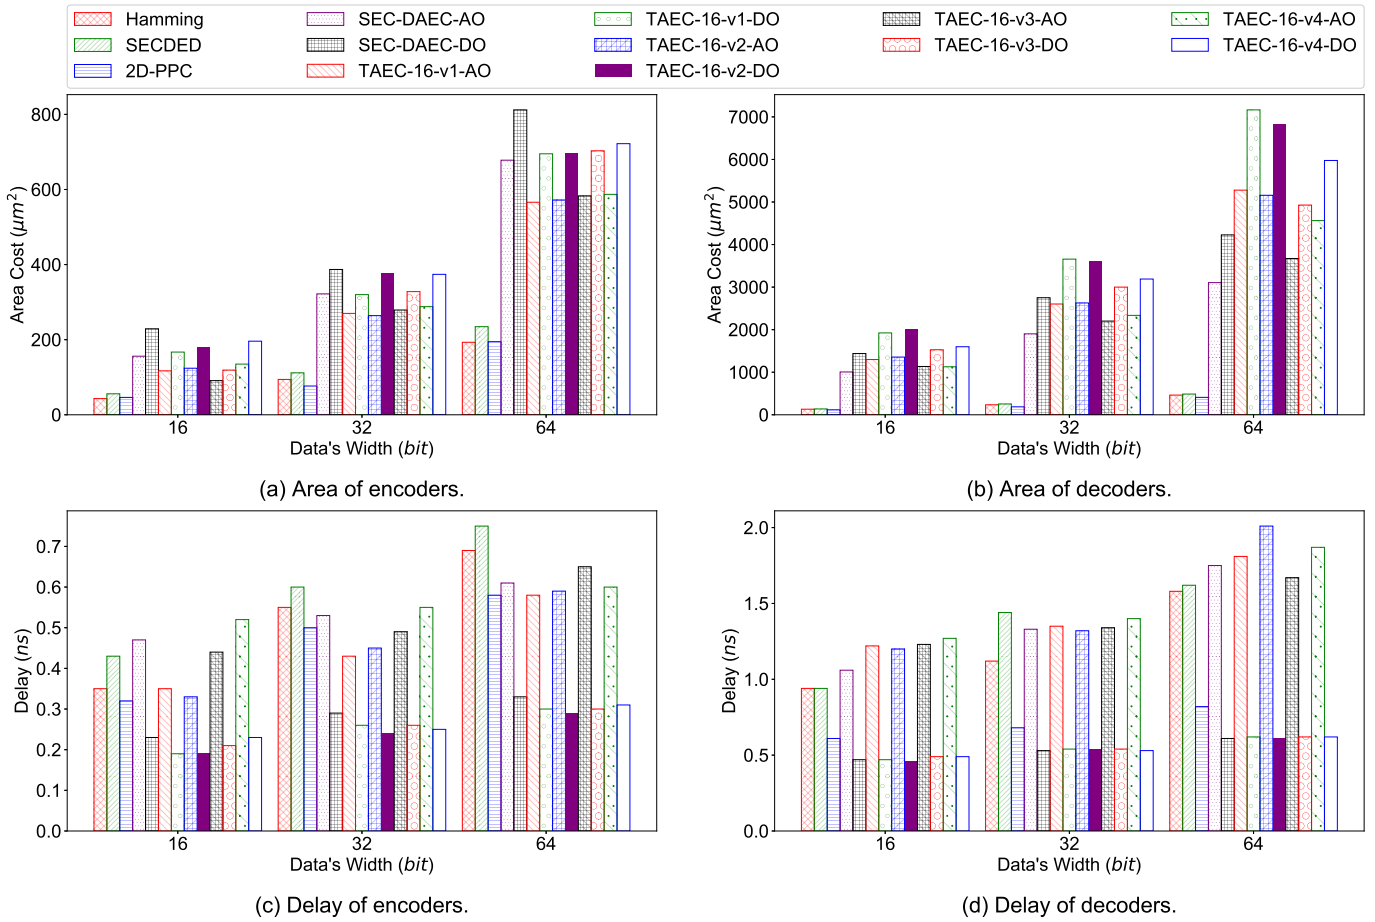 Hamming SEC-DAEC-AO TAEC-16-v1-DO TAEC-16-v3-AO TAEC-16-v4-AO
SECDED SEC-DAEC-DO TAEC-16-v2-AO TAEC-16-v3-DO TAEC-16-v4-DO
2D-PPC TAEC-16-v1-AO TAEC-16-v2-DO
800
600
400
200
0
Area Cost (μm²)
16 32 64
Data's Width (bit)
(a) Area of encoders.
7000
6000
5000
4000
3000
2000
1000
0
Area Cost (μm²)
16 32 64
Data's Width (bit)
(b) Area of decoders.
0.7
0.6
0.5
0.4
0.3
0.2
0.1
0.0
Delay (ns)
16 32 64
Data's Width (bit)
(c) Delay of encoders.
2.0
1.5
1.0
0.5
0.0
Delay (ns)
16 32 64
Data's Width (bit)
(d) Delay of decoders.